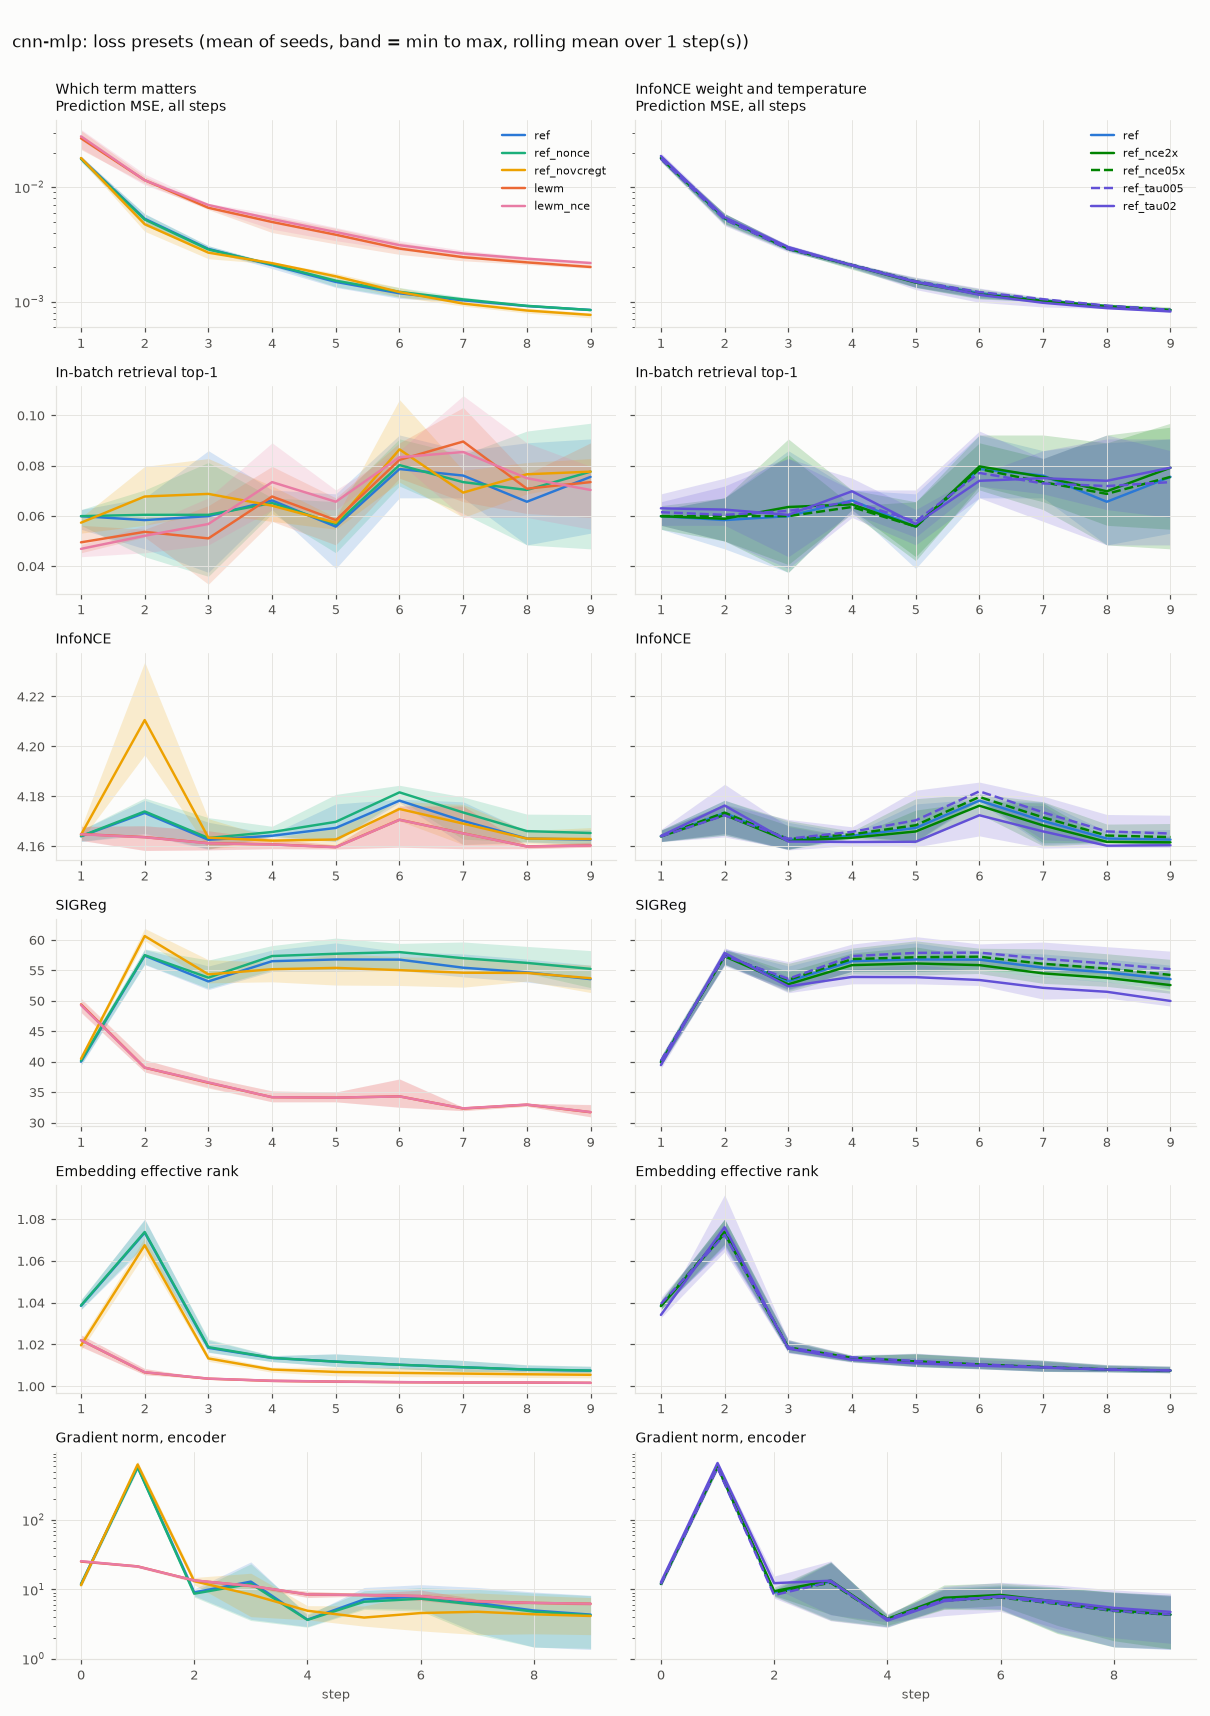 cnn-mlp: loss presets (mean of seeds, band = min to max, rolling mean over 1 step(s))
Which term matters
Prediction MSE, all steps
ref
ref_nonce
ref_novcregt
lewm
lewm_nce
10⁻²
10⁻³
1 2 3 4 5 6 7 8 9
InfoNCE weight and temperature
Prediction MSE, all steps
ref
ref_nce2x
ref_nce05x
ref_tau005
ref_tau02
1 2 3 4 5 6 7 8 9
In-batch retrieval top-1
0.10
0.08
0.06
0.04
1 2 3 4 5 6 7 8 9
In-batch retrieval top-1
1 2 3 4 5 6 7 8 9
InfoNCE
4.22
4.20
4.18
4.16
1 2 3 4 5 6 7 8 9
InfoNCE
1 2 3 4 5 6 7 8 9
SIGReg
60
55
50
45
40
35
30
1 2 3 4 5 6 7 8 9
SIGReg
1 2 3 4 5 6 7 8 9
Embedding effective rank
1.08
1.06
1.04
1.02
1.00
1 2 3 4 5 6 7 8 9
Embedding effective rank
1 2 3 4 5 6 7 8 9
Gradient norm, encoder
10²
10¹
10⁰
0 2 4 6 8
step
Gradient norm, encoder
0 2 4 6 8
step